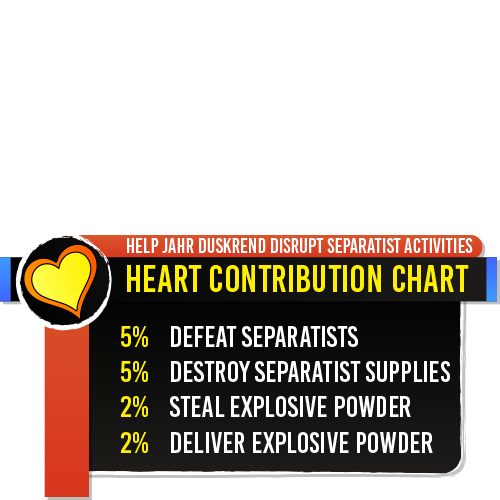 HELP JAHR DUSKREND DISRUPT SEPARATIST ACTIVITIES
HEART CONTRIBUTION CHART
5% DEFEAT SEPARATISTS
5% DESTROY SEPARATIST SUPPLIES
2% STEAL EXPLOSIVE POWDER
2% DELIVER EXPLOSIVE POWDER